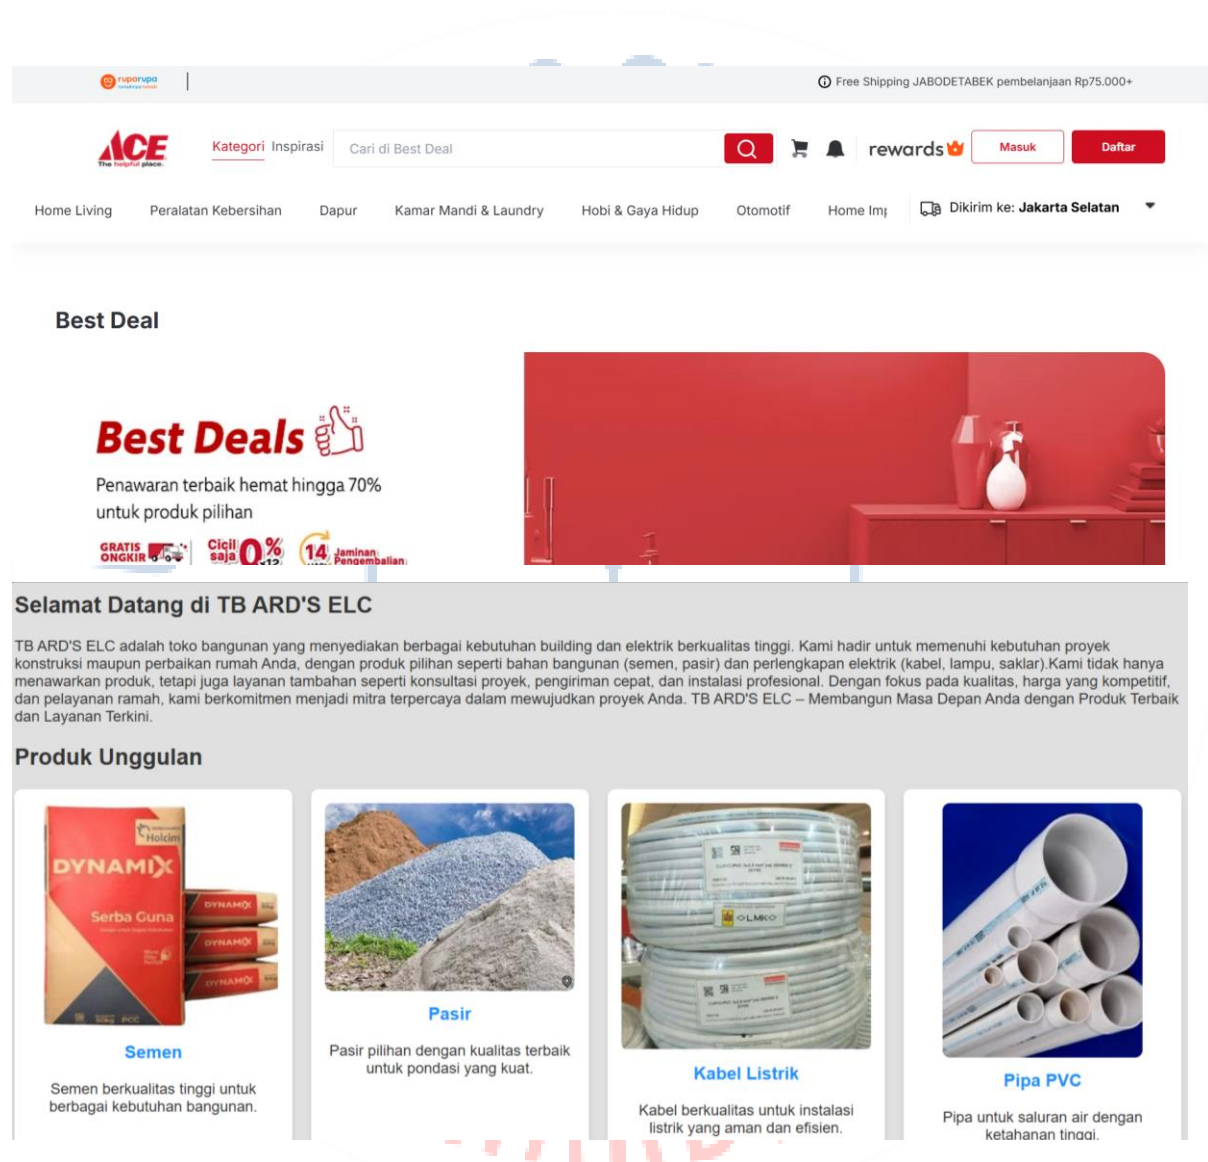 ruparupa
Free Shipping JABODETABEK pembelanjaan Rp75.000+
ACE
The helpful place.
Kategori Inspirasi
Cari di Best Deal
rewards
Masuk
Daftar
Home Living Peralatan Kebersihan Dapur Kamar Mandi & Laundry Hobi & Gaya Hidup Otomotif Home Imp
Dikirim ke: Jakarta Selatan
Best Deal
Best Deals
Penawaran terbaik hemat hingga 70%
untuk produk pilihan
GRATIS
ONGKIR
Cicil
saja 0%
x12
14
Jaminan
Pengembalian
Selamat Datang di TB ARD'S ELC
TB ARD'S ELC adalah toko bangunan yang menyediakan berbagai kebutuhan building dan elektrik berkualitas tinggi. Kami hadir untuk memenuhi kebutuhan proyek
konstruksi maupun perbaikan rumah Anda, dengan produk pilihan seperti bahan bangunan (semen, pasir) dan perlengkapan elektrik (kabel, lampu, saklar).Kami tidak hanya
menawarkan produk, tetapi juga layanan tambahan seperti konsultasi proyek, pengiriman cepat, dan instalasi profesional. Dengan fokus pada kualitas, harga yang kompetitif,
dan pelayanan ramah, kami berkomitmen menjadi mitra terpercaya dalam mewujudkan proyek Anda. TB ARD'S ELC – Membangun Masa Depan Anda dengan Produk Terbaik
dan Layanan Terkini.
Produk Unggulan
Holcim
DYNAMIX
Serba Guna
PCC
DYNAMIX
DYNAMIX
DYNAMIX
LMK
Semen
Semen berkualitas tinggi untuk
berbagai kebutuhan bangunan.
Pasir
Pasir pilihan dengan kualitas terbaik
untuk pondasi yang kuat.
Kabel Listrik
Kabel berkualitas untuk instalasi
listrik yang aman dan efisien.
Pipa PVC
Pipa untuk saluran air dengan
ketahanan tinggi.